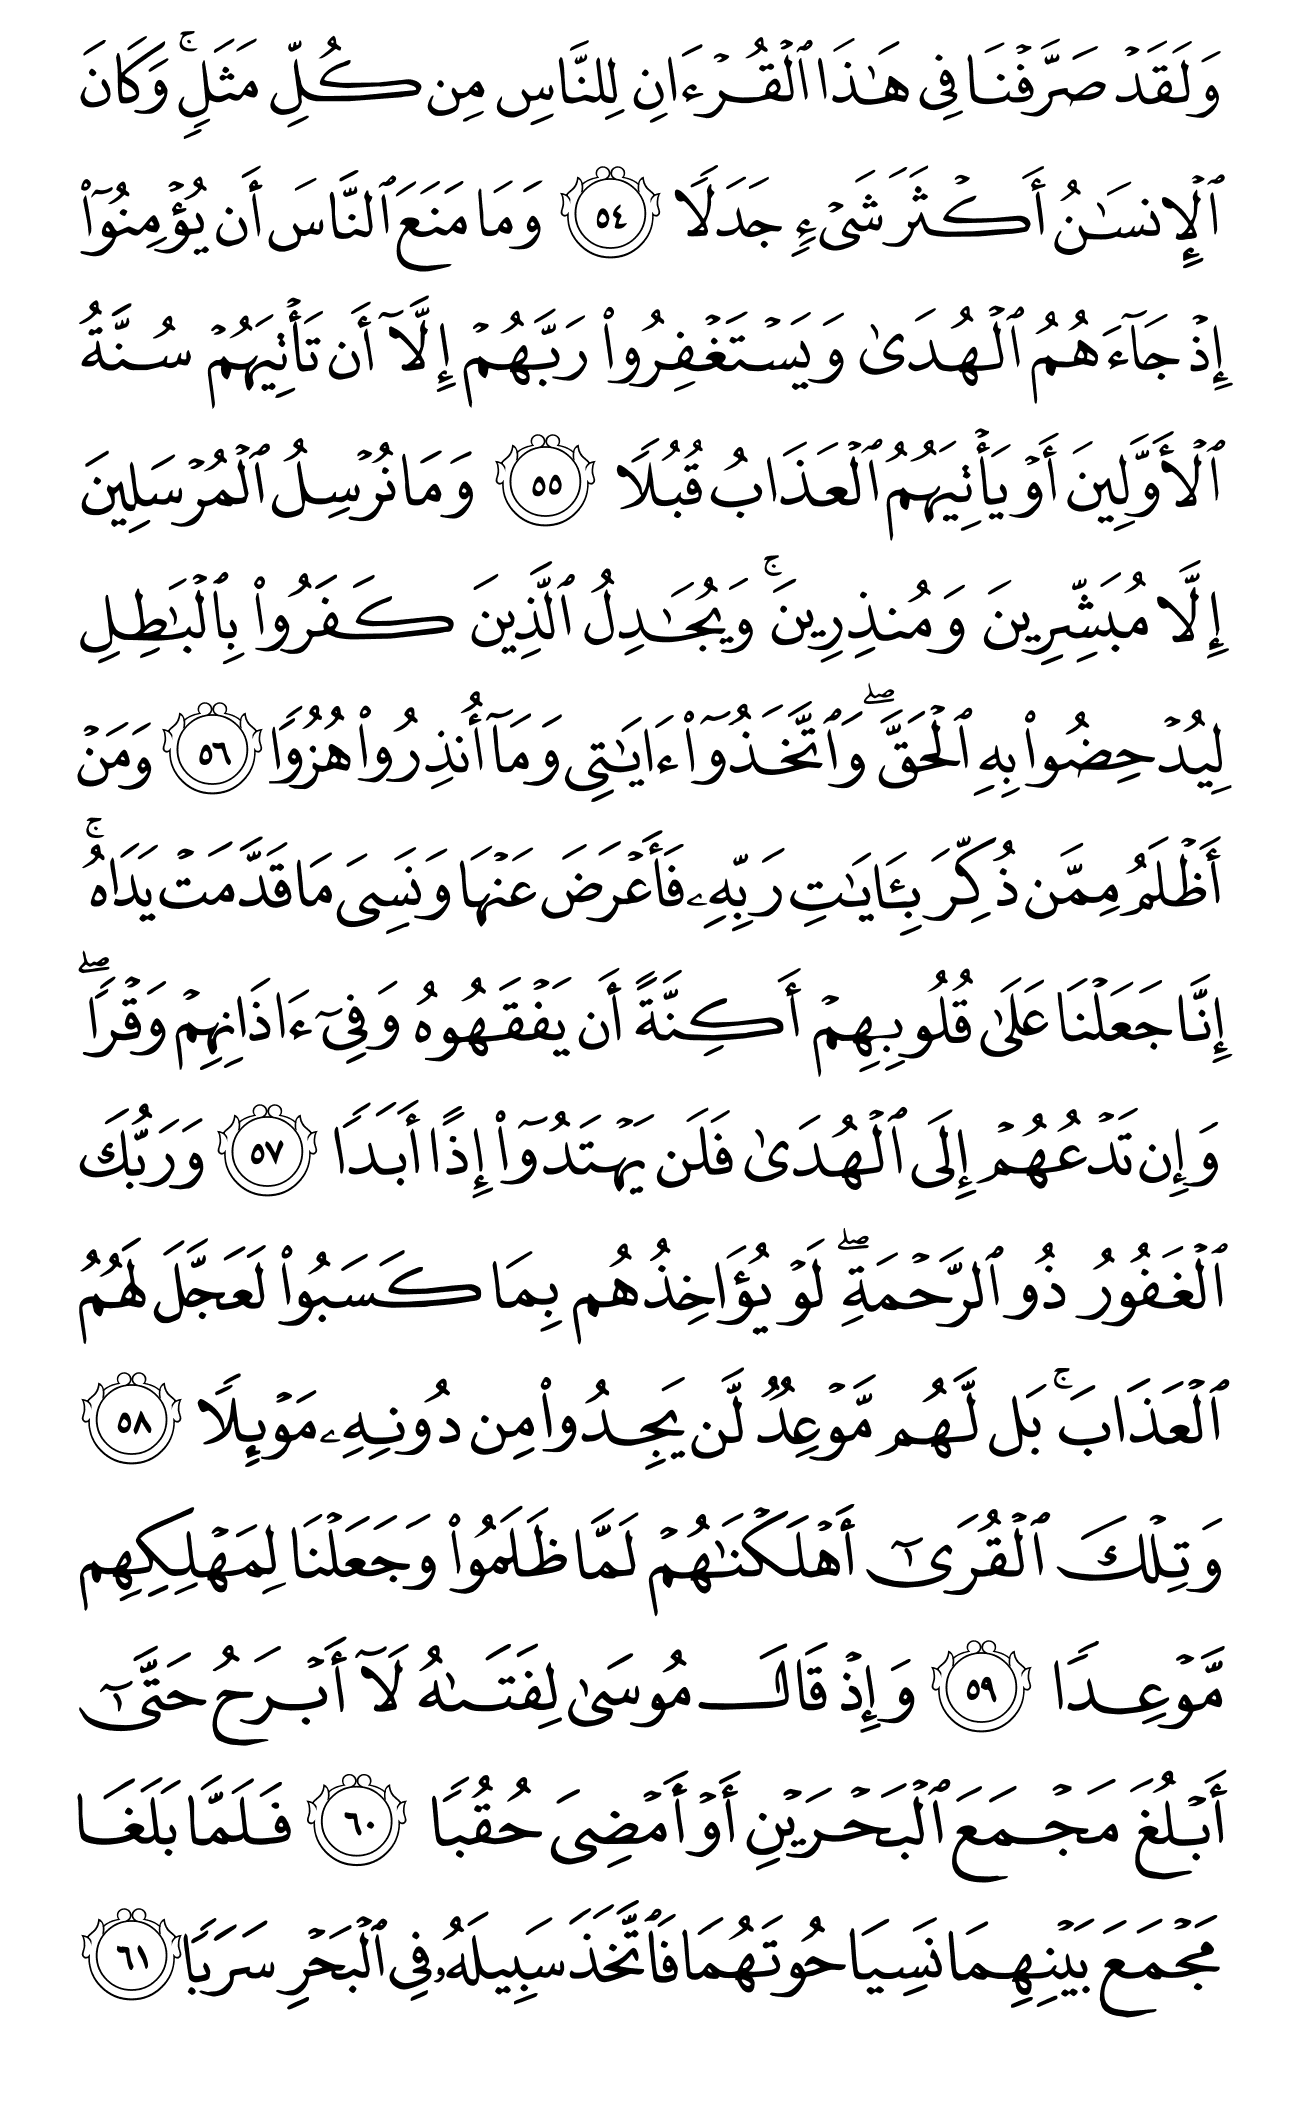 وَلَقَدۡ صَرَّفۡنَا فِي هَٰذَا ٱلۡقُرۡءَانِ لِلنَّاسِ مِن كُلِّ مَثَلٖۚ وَكَانَ
ٱلۡإِنسَٰنُ أَكۡثَرَ شَيۡءٖ جَدَلٗا ٥٤ وَمَا مَنَعَ ٱلنَّاسَ أَن يُؤۡمِنُوٓاْ
إِذۡ جَآءَهُمُ ٱلۡهُدَىٰ وَيَسۡتَغۡفِرُواْ رَبَّهُمۡ إِلَّآ أَن تَأۡتِيَهُمۡ سُنَّةُ
ٱلۡأَوَّلِينَ أَوۡ يَأۡتِيَهُمُ ٱلۡعَذَابُ قُبُلٗا ٥٥ وَمَا نُرۡسِلُ ٱلۡمُرۡسَلِينَ
إِلَّا مُبَشِّرِينَ وَمُنذِرِينَۚ وَيُجَٰدِلُ ٱلَّذِينَ كَفَرُواْ بِٱلۡبَٰطِلِ
لِيُدۡحِضُواْ بِهِ ٱلۡحَقَّۖ وَٱتَّخَذُوٓاْ ءَايَٰتِي وَمَآ أُنذِرُواْ هُزُوٗا ٥٦ وَمَنۡ
أَظۡلَمُ مِمَّن ذُكِّرَ بِـَٔايَٰتِ رَبِّهِۦ فَأَعۡرَضَ عَنۡهَا وَنَسِيَ مَا قَدَّمَتۡ يَدَاهُۚ
إِنَّا جَعَلۡنَا عَلَىٰ قُلُوبِهِمۡ أَكِنَّةً أَن يَفۡقَهُوهُ وَفِيٓ ءَاذَانِهِمۡ وَقۡرٗاۖ
وَإِن تَدۡعُهُمۡ إِلَى ٱلۡهُدَىٰ فَلَن يَهۡتَدُوٓاْ إِذًا أَبَدٗا ٥٧ وَرَبُّكَ
ٱلۡغَفُورُ ذُو ٱلرَّحۡمَةِۖ لَوۡ يُؤَاخِذُهُم بِمَا كَسَبُواْ لَعَجَّلَ لَهُمُ
ٱلۡعَذَابَۚ بَل لَّهُم مَّوۡعِدٞ لَّن يَجِدُواْ مِن دُونِهِۦ مَوۡئِلٗا ٥٨
وَتِلۡكَ ٱلۡقُرَىٰٓ أَهۡلَكۡنَٰهُمۡ لَمَّا ظَلَمُواْ وَجَعَلۡنَا لِمَهۡلِكِهِم
مَّوۡعِدٗا ٥٩ وَإِذۡ قَالَ مُوسَىٰ لِفَتَىٰهُ لَآ أَبۡرَحُ حَتَّىٰٓ
أَبۡلُغَ مَجۡمَعَ ٱلۡبَحۡرَيۡنِ أَوۡ أَمۡضِيَ حُقُبٗا ٦٠ فَلَمَّا بَلَغَا
مَجۡمَعَ بَيۡنِهِمَا نَسِيَا حُوتَهُمَا فَٱتَّخَذَ سَبِيلَهُۥ فِي ٱلۡبَحۡرِ سَرَبٗا ٦١